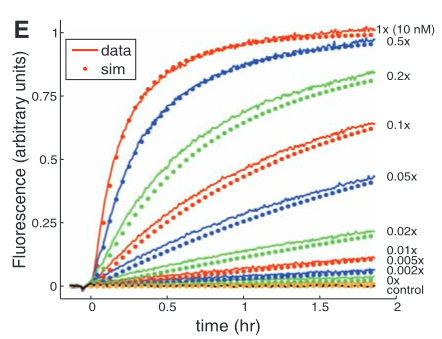 E
1
0.75
0.5
0.25
0
Fluorescence (arbitrary units)
data
sim
1x (10 nM)
0.5x
0.2x
0.1x
0.05x
0.02x
0.01x
0.005x
0.002x
0x
control
0
0.5
1
1.5
2
time (hr)